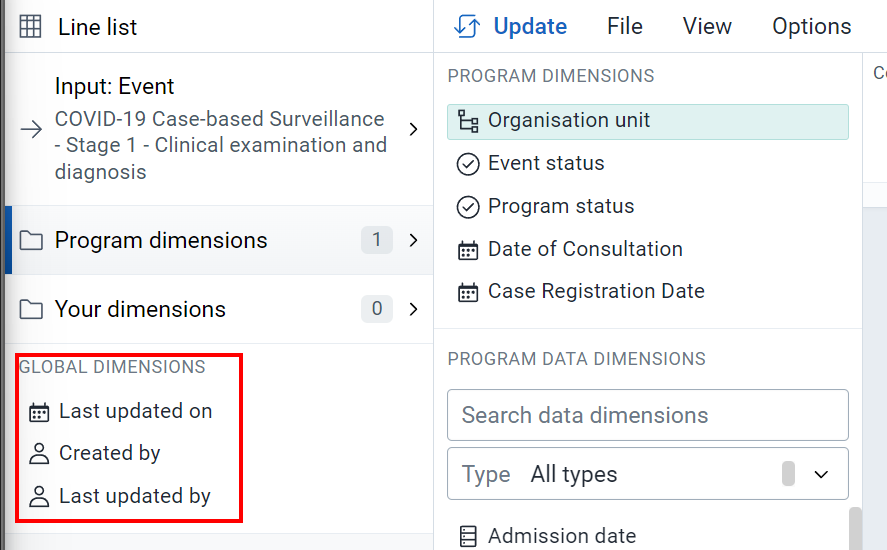 Line list
Update File View Options
Input: Event
COVID-19 Case-based Surveillance
- Stage 1 - Clinical examination and
diagnosis
Program dimensions 1
Your dimensions 0
GLOBAL DIMENSIONS
Last updated on
Created by
Last updated by
PROGRAM DIMENSIONS
Organisation unit
Event status
Program status
Date of Consultation
Case Registration Date
PROGRAM DATA DIMENSIONS
Search data dimensions
Type All types
Admission date